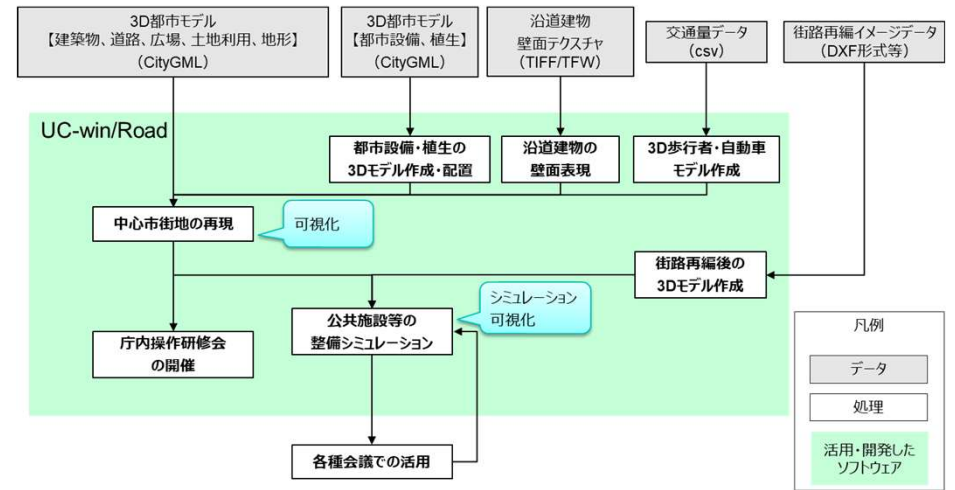 3D都市モデル
【建築物、道路、広場、土地利用、地形】
(CityGML)
3D都市モデル
【都市設備、植生】
(CityGML)
沿道建物
壁面テクスチャ
(TIFF/TFW)
交通量データ
(csv)
街路再編イメージデータ
(DXF形式等)
UC-win/Road
都市設備・植生の
3Dモデル作成・配置
沿道建物の
壁面表現
3D歩行者・自動車
モデル作成
中心市街地の再現
可視化
街路再編後の
3Dモデル作成
シミュレーション
可視化
公共施設等の
整備シミュレーション
庁内操作研修会
の開催
各種会議での活用
凡例
データ
処理
活用・開発した
ソフトウェア